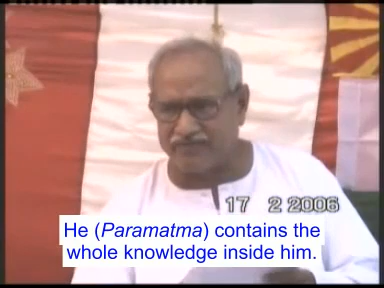 17 2 2006
He (Paramatma) contains the
whole knowledge inside him.